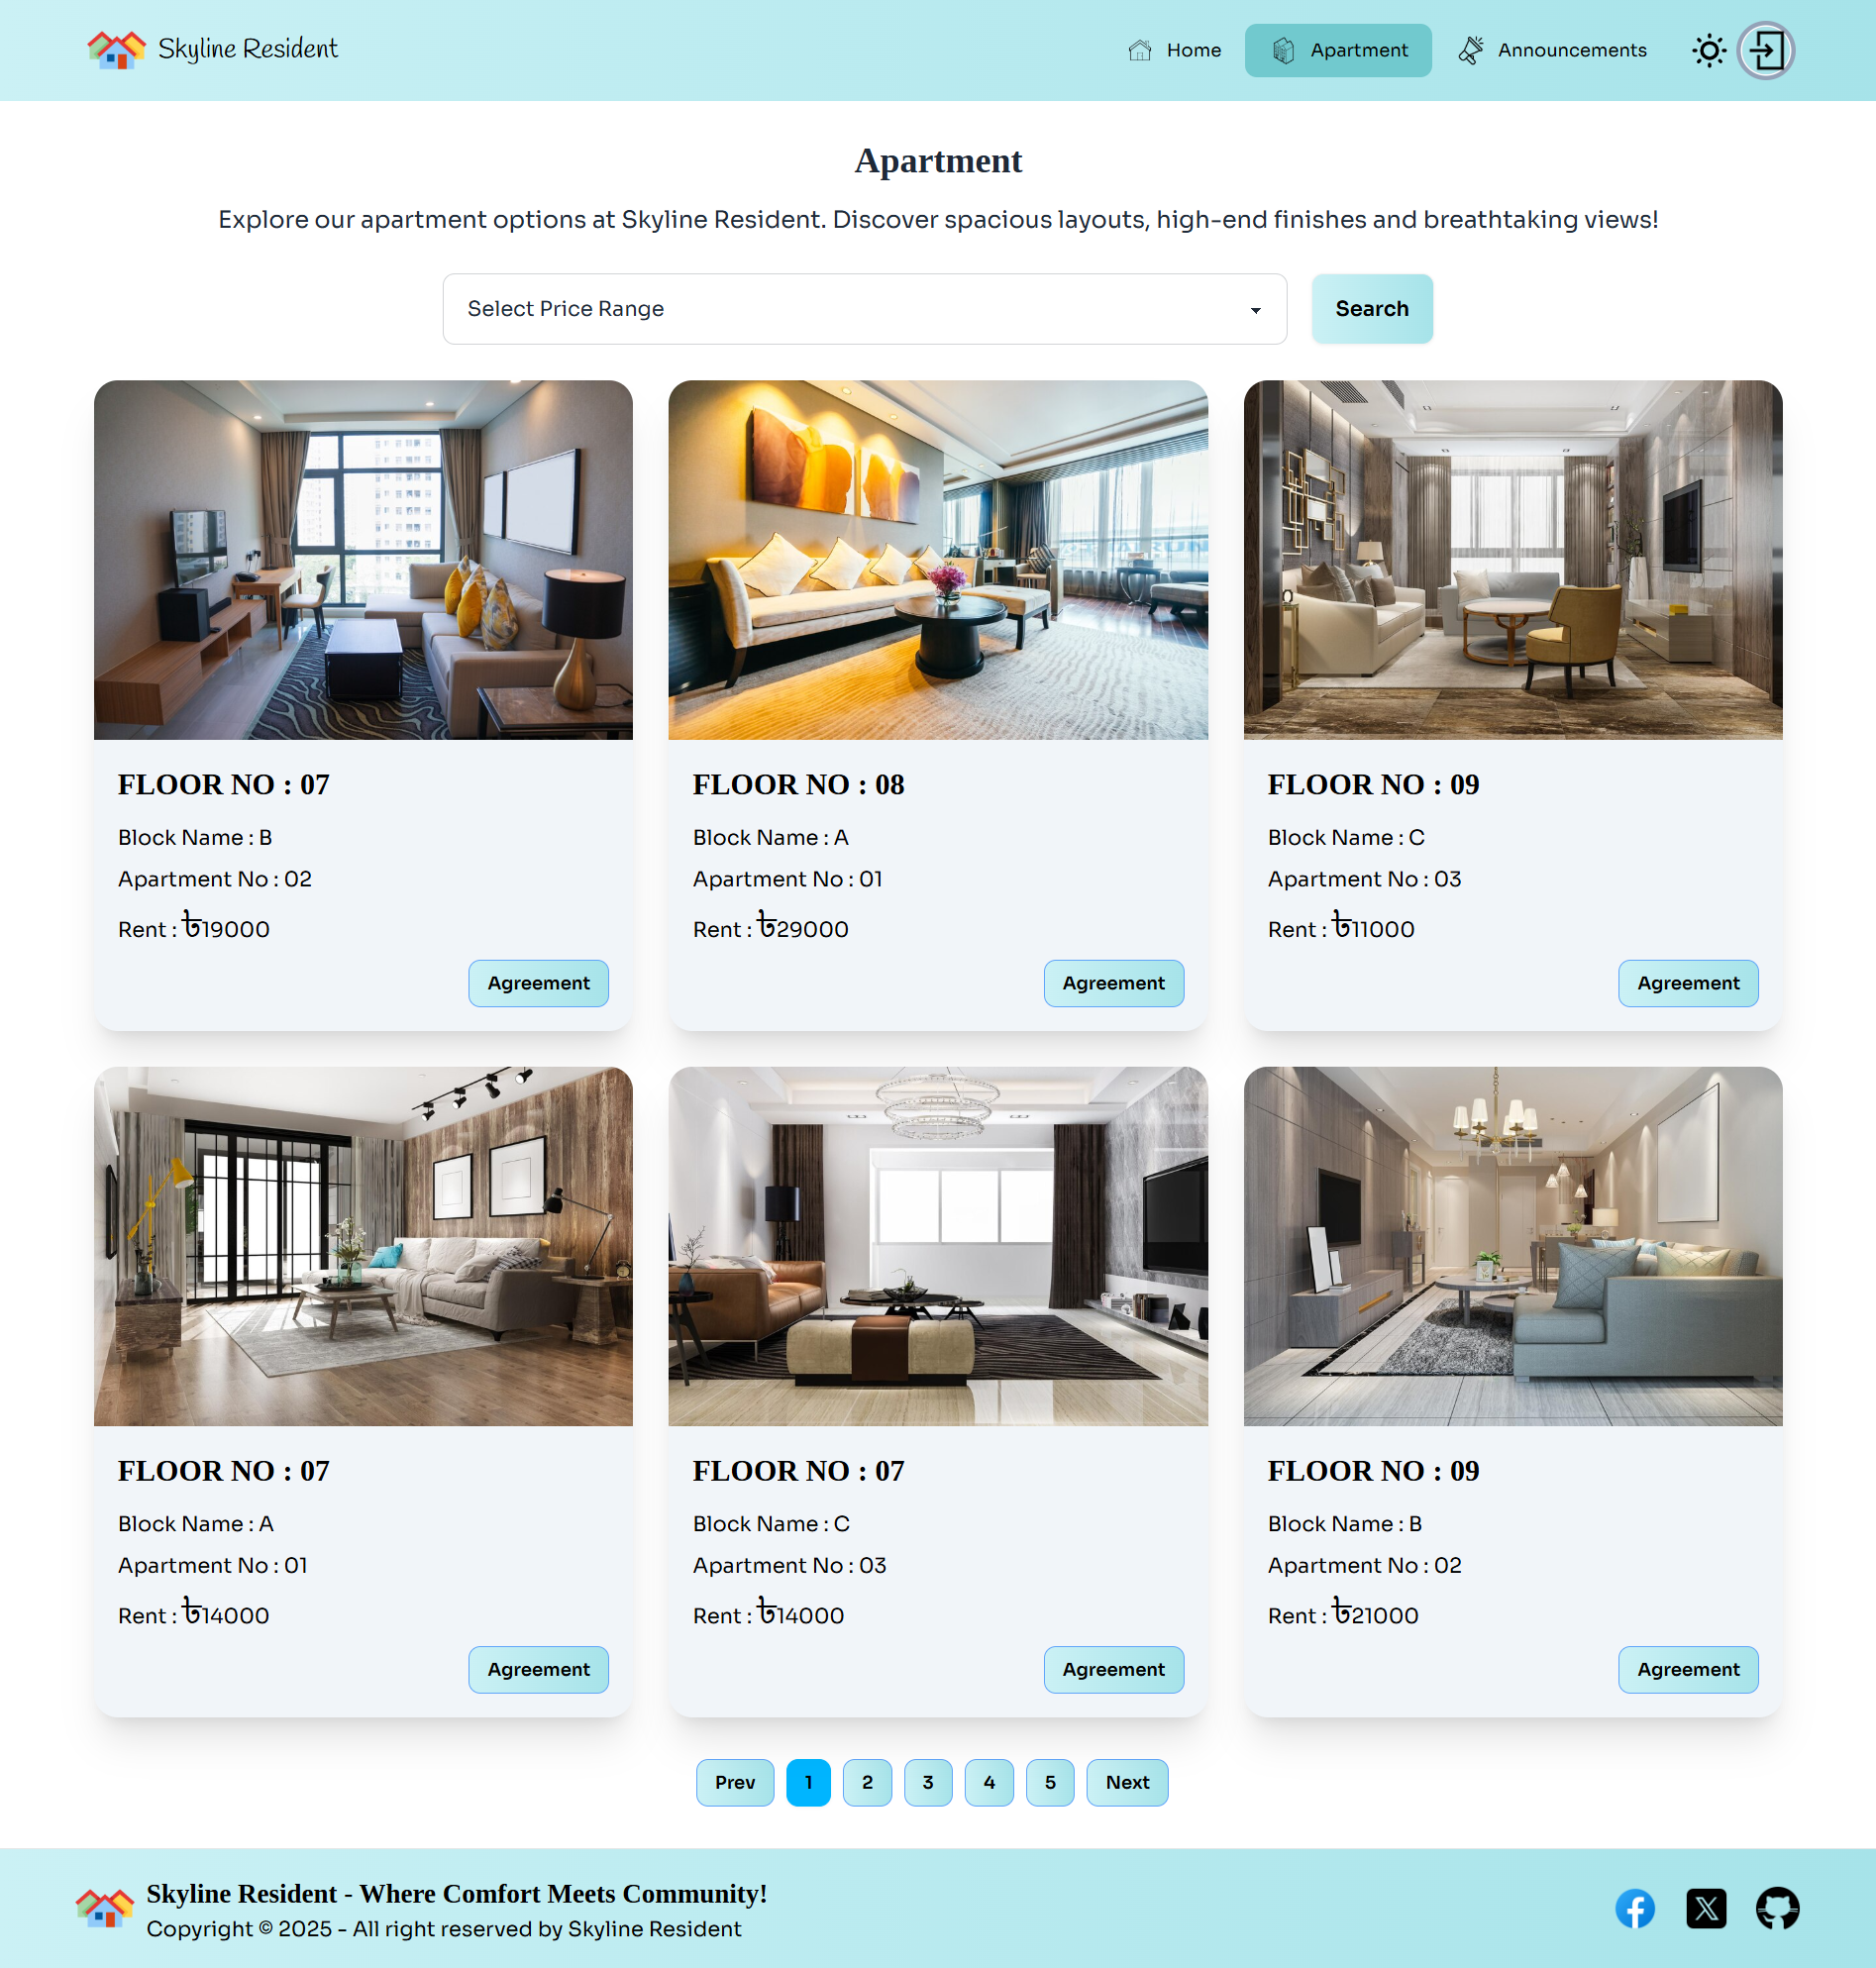 Skyline Resident
Home
Apartment
Announcements
Apartment
Explore our apartment options at Skyline Resident. Discover spacious layouts, high-end finishes and breathtaking views!
Select Price Range
Search
FLOOR NO : 07
Block Name : B
Apartment No : 02
Rent : ৳19000
Agreement
FLOOR NO : 08
Block Name : A
Apartment No : 01
Rent : ৳29000
Agreement
FLOOR NO : 09
Block Name : C
Apartment No : 03
Rent : ৳11000
Agreement
FLOOR NO : 07
Block Name : A
Apartment No : 01
Rent : ৳14000
Agreement
FLOOR NO : 07
Block Name : C
Apartment No : 03
Rent : ৳14000
Agreement
FLOOR NO : 09
Block Name : B
Apartment No : 02
Rent : ৳21000
Agreement
Prev 1 2 3 4 5 Next
Skyline Resident - Where Comfort Meets Community!
Copyright © 2025 - All right reserved by Skyline Resident